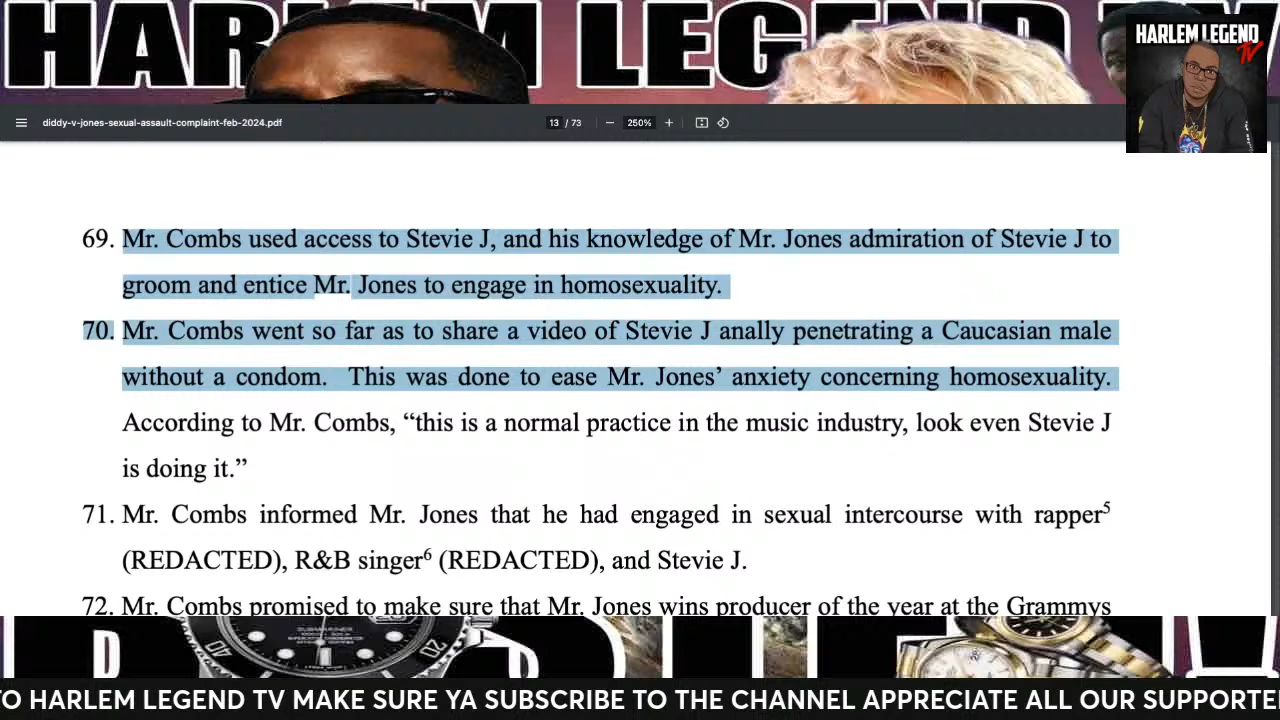 HARLEM LEGEND TV
HARLEM LEGEND
TV
diddy-v-jones-sexual-assault-complaint-feb-2024.pdf
13 / 73
250%
69. Mr. Combs used access to Stevie J, and his knowledge of Mr. Jones admiration of Stevie J to
groom and entice Mr. Jones to engage in homosexuality.
70. Mr. Combs went so far as to share a video of Stevie J anally penetrating a Caucasian male
without a condom. This was done to ease Mr. Jones’ anxiety concerning homosexuality.
According to Mr. Combs, “this is a normal practice in the music industry, look even Stevie J
is doing it.”
71. Mr. Combs informed Mr. Jones that he had engaged in sexual intercourse with rapper⁵
(REDACTED), R&B singer⁶ (REDACTED), and Stevie J.
72. Mr. Combs promised to make sure that Mr. Jones wins producer of the year at the Grammys
SUBMARINER
TO HARLEM LEGEND TV MAKE SURE YA SUBSCRIBE TO THE CHANNEL APPRECIATE ALL OUR SUPPORTE